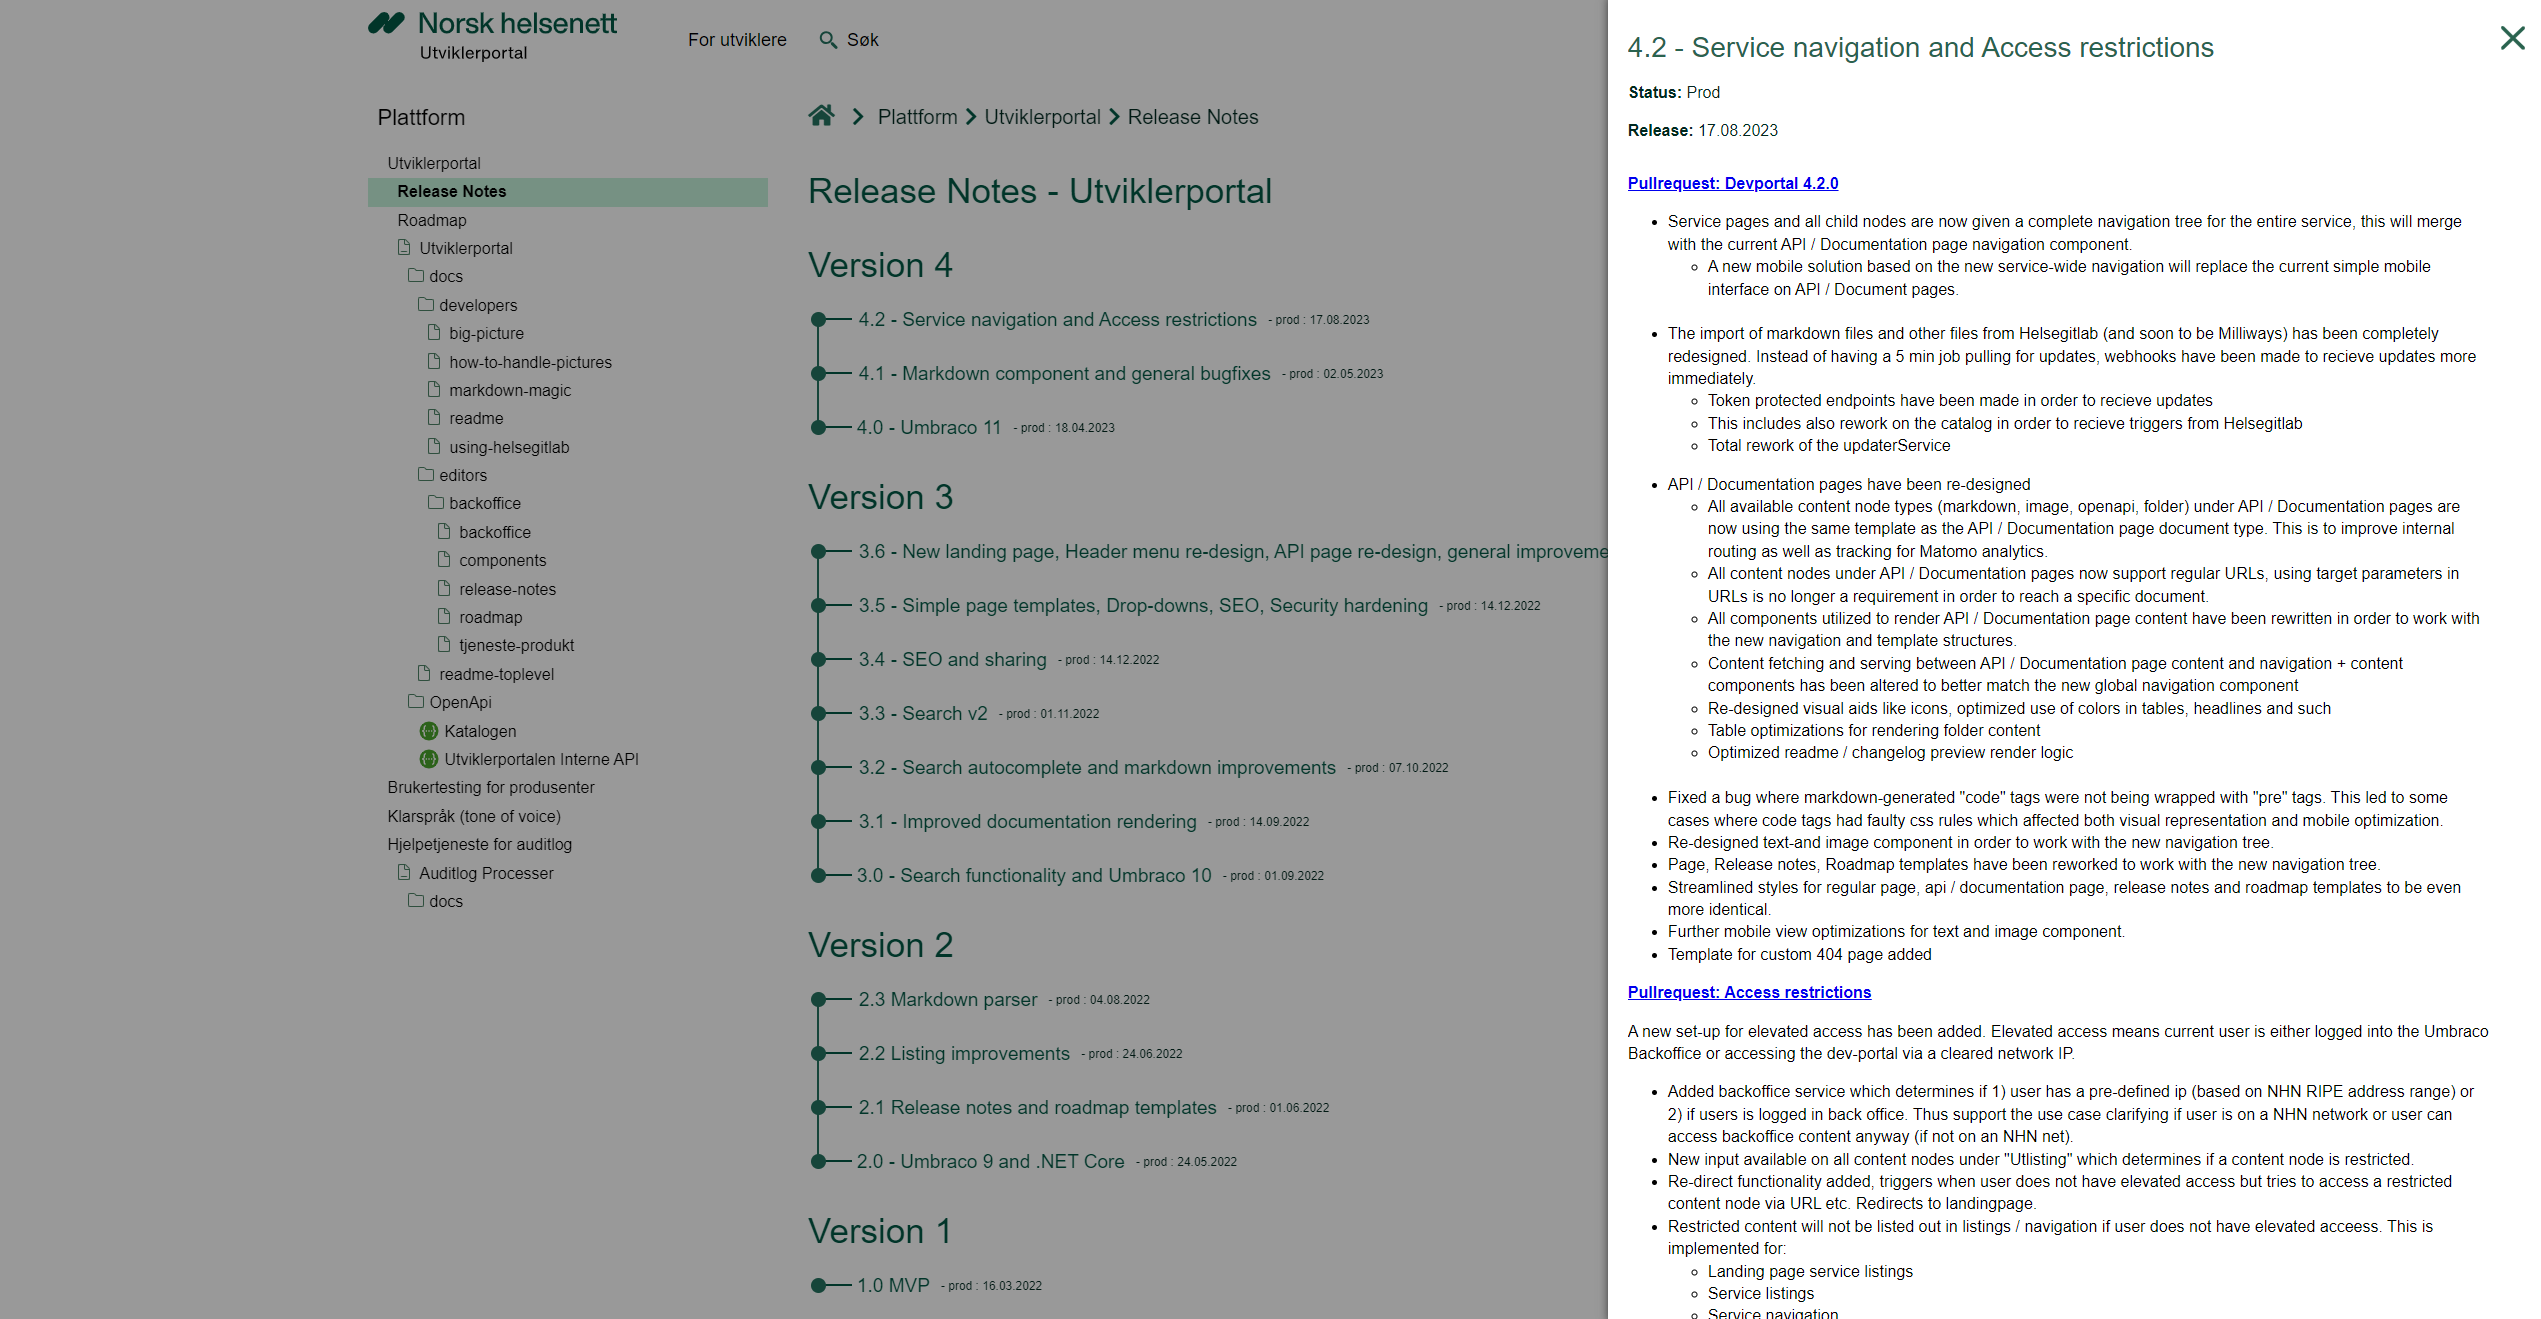 Norsk helsenett
Utviklerportal
For utviklere
Søk
Plattform
Utviklerportal
Release Notes
Roadmap
Utviklerportal
docs
developers
big-picture
how-to-handle-pictures
markdown-magic
readme
using-helsegitlab
editors
backoffice
backoffice
components
release-notes
roadmap
tjeneste-produkt
readme-toplevel
OpenApi
Katalogen
Utviklerportalen Interne API
Brukertesting for produsenter
Klarspråk (tone of voice)
Hjelpetjeneste for auditlog
Auditlog Processer
docs
Plattform Utviklerportal Release Notes
Release Notes - Utviklerportal
Version 4
4.2 - Service navigation and Access restrictions - prod : 17.08.2023
4.1 - Markdown component and general bugfixes - prod : 02.05.2023
4.0 - Umbraco 11 - prod : 18.04.2023
Version 3
3.6 - New landing page, Header menu re-design, API page re-design, general improveme
3.5 - Simple page templates, Drop-downs, SEO, Security hardening - prod : 14.12.2022
3.4 - SEO and sharing - prod : 14.12.2022
3.3 - Search v2 - prod : 01.11.2022
3.2 - Search autocomplete and markdown improvements - prod : 07.10.2022
3.1 - Improved documentation rendering - prod : 14.09.2022
3.0 - Search functionality and Umbraco 10 - prod : 01.09.2022
Version 2
2.3 Markdown parser - prod : 04.08.2022
2.2 Listing improvements - prod : 24.06.2022
2.1 Release notes and roadmap templates - prod : 01.06.2022
2.0 - Umbraco 9 and .NET Core - prod : 24.05.2022
Version 1
1.0 MVP - prod : 16.03.2022
4.2 - Service navigation and Access restrictions
Status: Prod
Release: 17.08.2023
Pullrequest: Devportal 4.2.0
Service pages and all child nodes are now given a complete navigation tree for the entire service, this will merge
with the current API / Documentation page navigation component.
A new mobile solution based on the new service-wide navigation will replace the current simple mobile
interface on API / Document pages.
The import of markdown files and other files from Helsegitlab (and soon to be Milliways) has been completely
redesigned. Instead of having a 5 min job pulling for updates, webhooks have been made to recieve updates more
immediately.
Token protected endpoints have been made in order to recieve updates
This includes also rework on the catalog in order to recieve triggers from Helsegitlab
Total rework of the updaterService
API / Documentation pages have been re-designed
All available content node types (markdown, image, openapi, folder) under API / Documentation pages are
now using the same template as the API / Documentation page document type. This is to improve internal
routing as well as tracking for Matomo analytics.
All content nodes under API / Documentation pages now support regular URLs, using target parameters in
URLs is no longer a requirement in order to reach a specific document.
All components utilized to render API / Documentation page content have been rewritten in order to work with
the new navigation and template structures.
Content fetching and serving between API / Documentation page content and navigation + content
components has been altered to better match the new global navigation component
Re-designed visual aids like icons, optimized use of colors in tables, headlines and such
Table optimizations for rendering folder content
Optimized readme / changelog preview render logic
Fixed a bug where markdown-generated "code" tags were not being wrapped with "pre" tags. This led to some
cases where code tags had faulty css rules which affected both visual representation and mobile optimization.
Re-designed text-and image component in order to work with the new navigation tree.
Page, Release notes, Roadmap templates have been reworked to work with the new navigation tree.
Streamlined styles for regular page, api / documentation page, release notes and roadmap templates to be even
more identical.
Further mobile view optimizations for text and image component.
Template for custom 404 page added
Pullrequest: Access restrictions
A new set-up for elevated access has been added. Elevated access means current user is either logged into the Umbraco
Backoffice or accessing the dev-portal via a cleared network IP.
Added backoffice service which determines if 1) user has a pre-defined ip (based on NHN RIPE address range) or
2) if users is logged in back office. Thus support the use case clarifying if user is on a NHN network or user can
access backoffice content anyway (if not on an NHN net).
New input available on all content nodes under "Utlisting" which determines if a content node is restricted.
Re-direct functionality added, triggers when user does not have elevated access but tries to access a restricted
content node via URL etc. Redirects to landingpage.
Restricted content will not be listed out in listings / navigation if user does not have elevated acceess. This is
implemented for:
Landing page service listings
Service listings
Service navigation